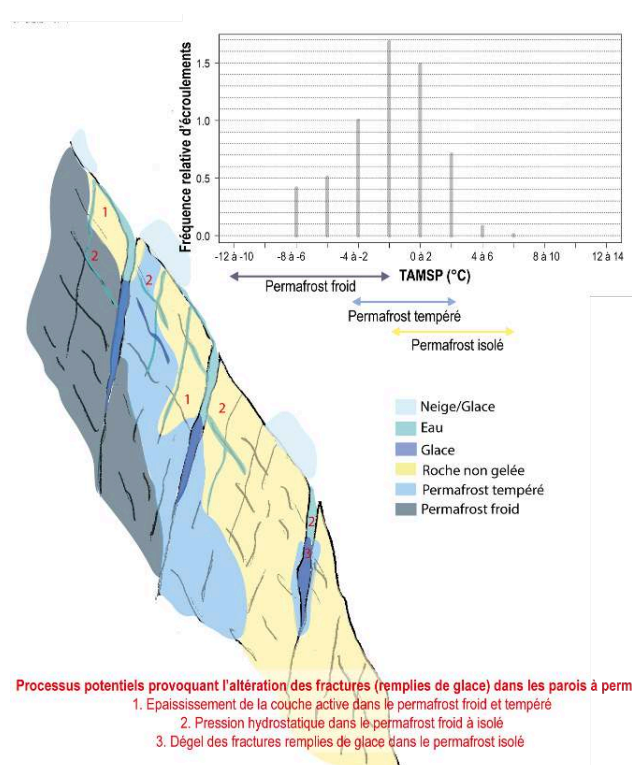 Fréquence relative d'écroulements
1.5
1.0
0.5
0.0
-12 à -10
-8 à -6
-4 à -2
0 à 2
4 à 6
8 à 10
12 à 14
TAMSP (°C)
Permafrost froid
Permafrost tempéré
Permafrost isolé
1
2
2
1
2
2
3
Neige/Glace
Eau
Glace
Roche non gelée
Permafrost tempéré
Permafrost froid
Processus potentiels provoquant l'altération des fractures (remplies de glace) dans les parois à perm
1. Epaississement de la couche active dans le permafrost froid et tempéré
2. Pression hydrostatique dans le permafrost froid à isolé
3. Dégel des fractures remplies de glace dans le permafrost isolé